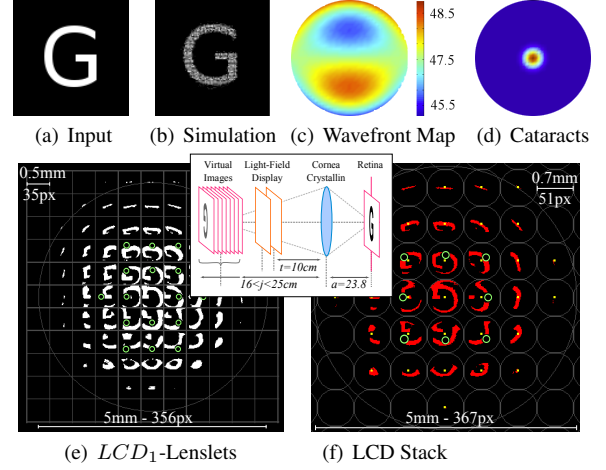 G
G
48.5
47.5
46.5
45.5
(a) Input
(b) Simulation
(c) Wavefront Map
(d) Cataracts
0.5mm
35px
Virtual Images
Light-Field Display
Cornea Crystallin
Retina
G
G
t=10cm
16<j<25cm
a=23.8
0.7mm
51px
5mm - 356px
5mm - 367px
(e) LCD₁-Lenslets
(f) LCD Stack